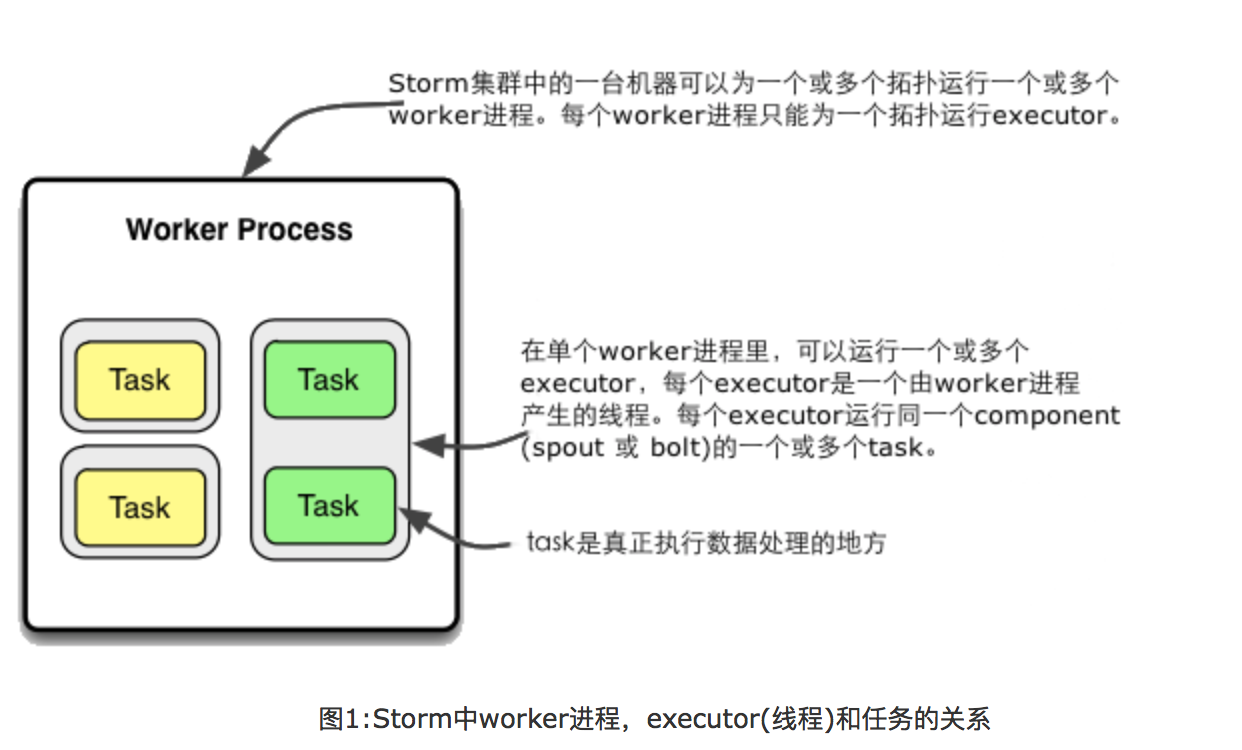 Storm集群中的一台机器可以为一个或多个拓扑运行一个或多个
worker进程。每个worker进程只能为一个拓扑运行executor。
Worker Process
Task
Task
Task
Task
在单个worker进程里，可以运行一个或多个
executor，每个executor是一个由worker进程
产生的线程。每个executor运行同一个component
(spout 或 bolt)的一个或多个task。
task是真正执行数据处理的地方
图1:Storm中worker进程，executor(线程)和任务的关系